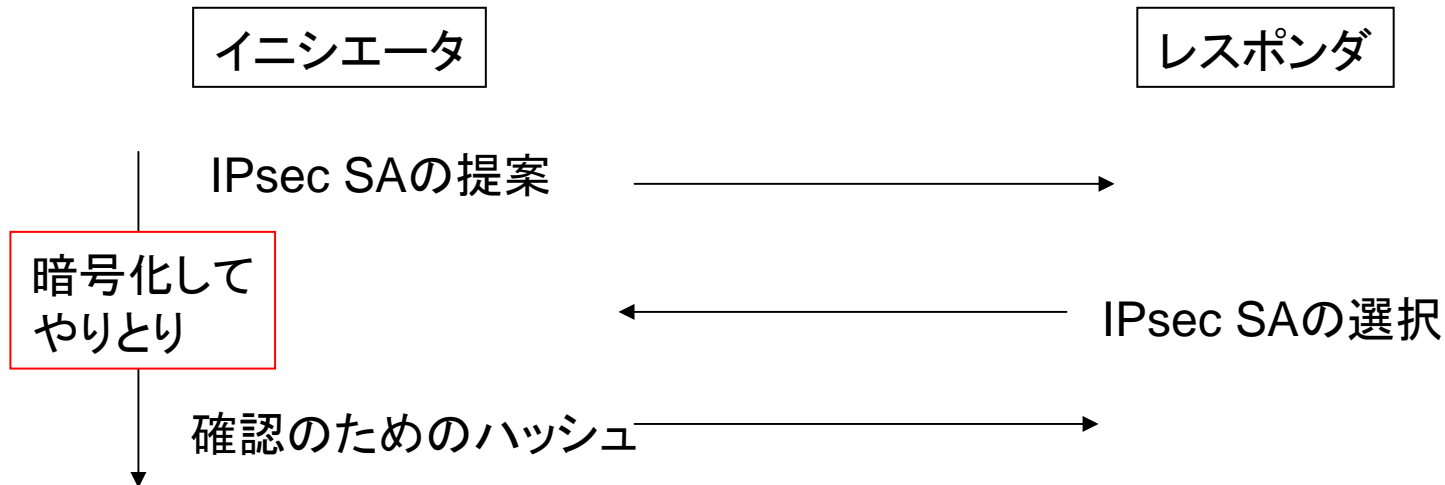 イニシエータ
レスポンダ
IPsec SAの提案
暗号化して
やりとり
IPsec SAの選択
確認のためのハッシュ